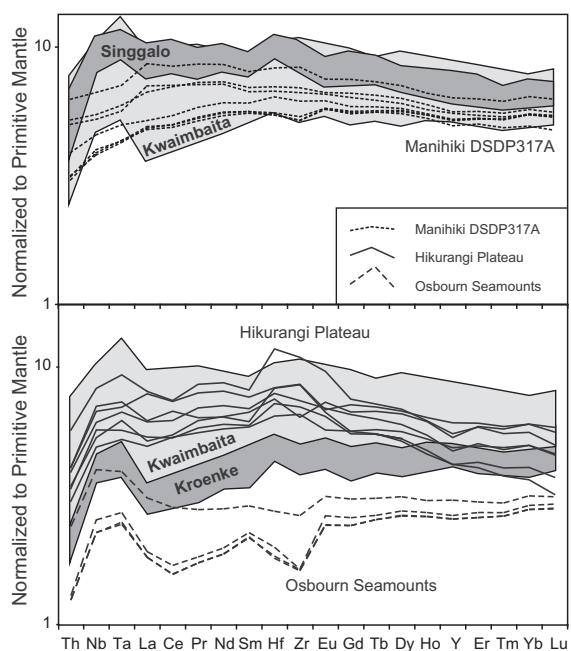 Normalized to Primitive Mantle
10
1
Singgalo
Kwaimbaita
Manihiki DSDP317A
Manihiki DSDP317A
Hikurangi Plateau
Osbourn Seamounts
Normalized to Primitive Mantle
10
1
Hikurangi Plateau
Kwaimbaita
Kroenke
Osbourn Seamounts
Th Nb Ta La Ce Pr Nd Sm Hf Zr Eu Gd Tb Dy Ho Y Er Tm Yb Lu